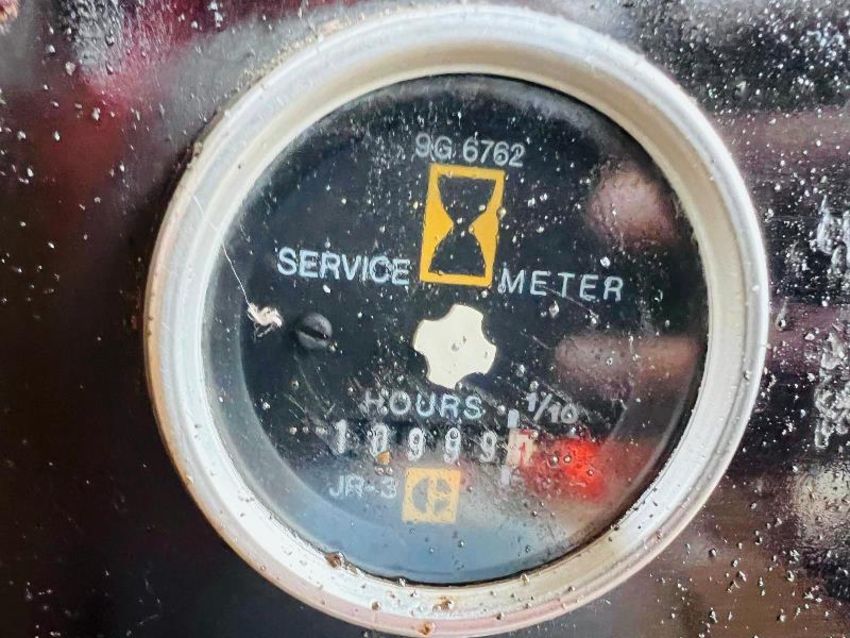 9G 6762
SERVICE METER
HOURS 1/10
JR-3